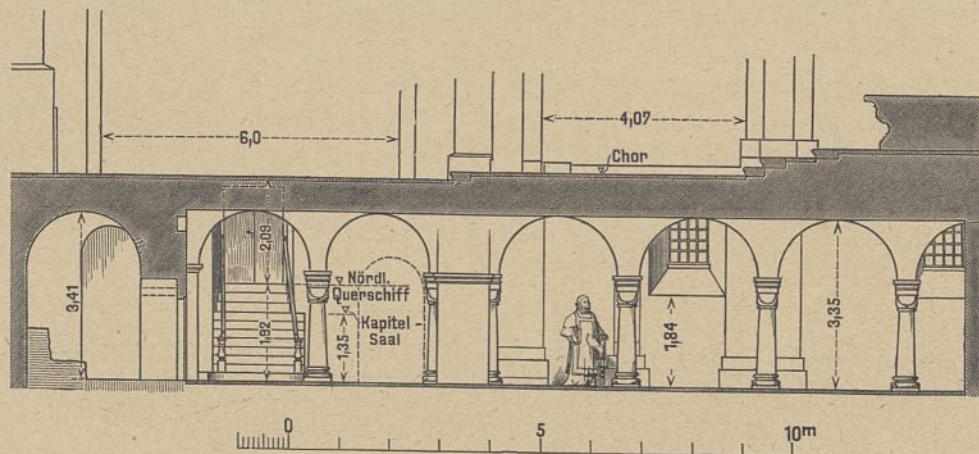 6,0
4,07
Chor
2,09
Nördl.
Querschiff
3,41
1,92
1,35
Kapitel -
Saal
1,84
3,35
0
5
10m